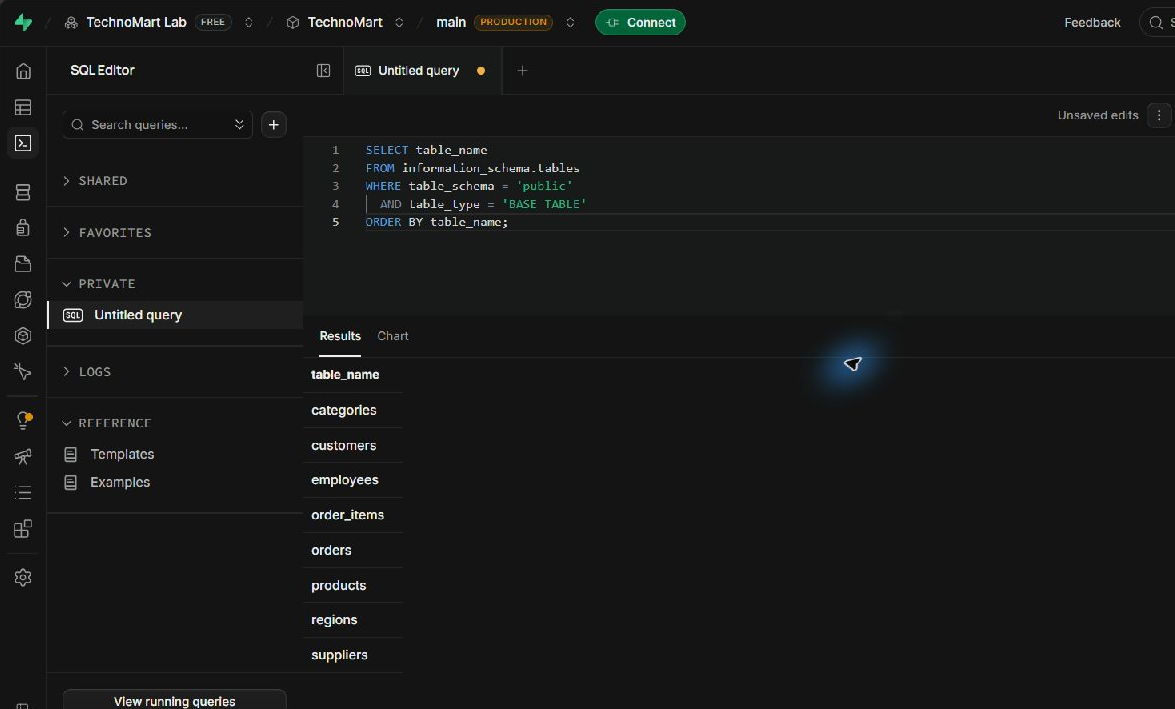 TechnoMart Lab FREE / TechnoMart / main PRODUCTION Connect Feedback
SQL Editor
SQL Untitled query
Search queries...
Unsaved edits
SHARED
FAVORITES
PRIVATE
SQL Untitled query
LOGS
REFERENCE
Templates
Examples
View running queries
1 SELECT table_name
2 FROM information_schema.tables
3 WHERE table_schema = 'public'
4 AND table_type = 'BASE TABLE'
5 ORDER BY table_name;
Results Chart
table_name
categories
customers
employees
order_items
orders
products
regions
suppliers